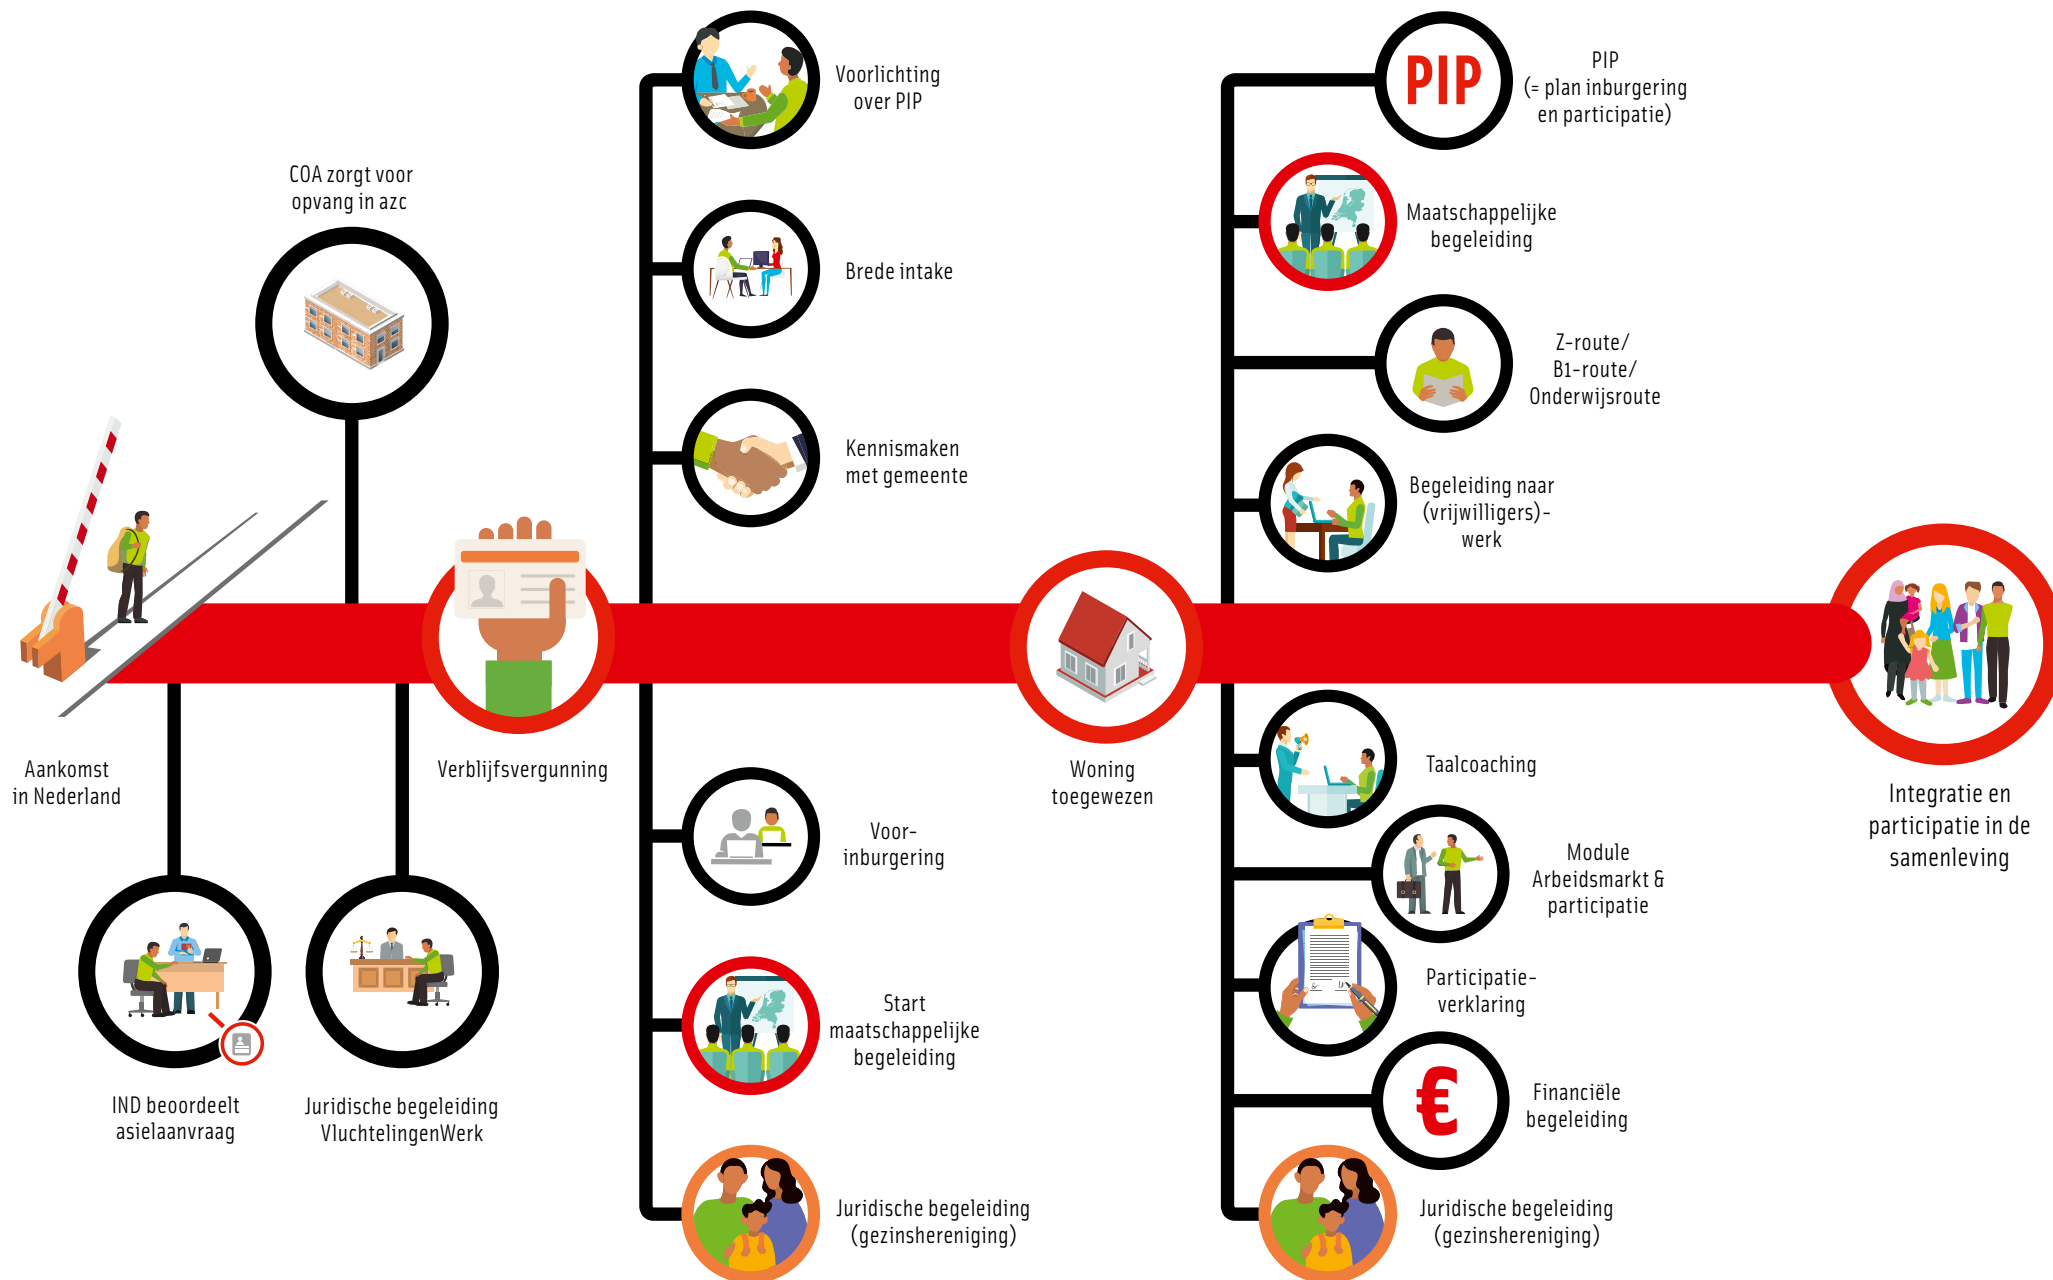 COA zorgt voor
opvang in azc
Aankomst
in Nederland
IND beoordeelt
asielaanvraag
Juridische begeleiding
VluchtelingenWerk
Verblijfsvergunning
Voorlichting
over PIP
Brede intake
Kennismaken
met gemeente
Voor-
inburgering
Start
maatschappelijke
begeleiding
Juridische begeleiding
(gezinshereniging)
Woning
toegewezen
PIP
PIP
(= plan inburgering
en participatie)
Maatschappelijke
begeleiding
Z-route/
B1-route/
Onderwijsroute
Begeleiding naar
(vrijwilligers)-
werk
Taalcoaching
Module
Arbeidsmarkt &
participatie
Participatie-
verklaring
€
Financiële
begeleiding
Juridische begeleiding
(gezinshereniging)
Integratie en
participatie in de
samenleving